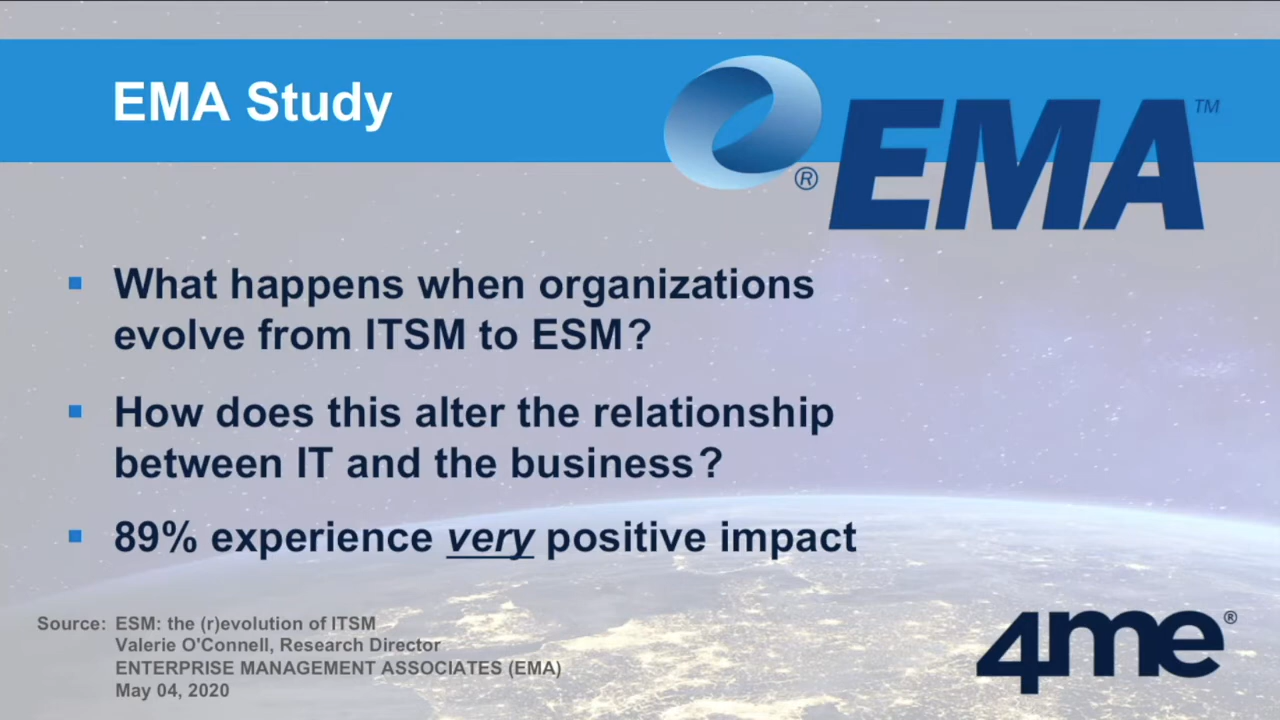 EMA Study
® EMA™
▪ What happens when organizations
evolve from ITSM to ESM?
▪ How does this alter the relationship
between IT and the business?
▪ 89% experience very positive impact
Source: ESM: the (r)evolution of ITSM
Valerie O'Connell, Research Director
ENTERPRISE MANAGEMENT ASSOCIATES (EMA)
May 04, 2020
4me®